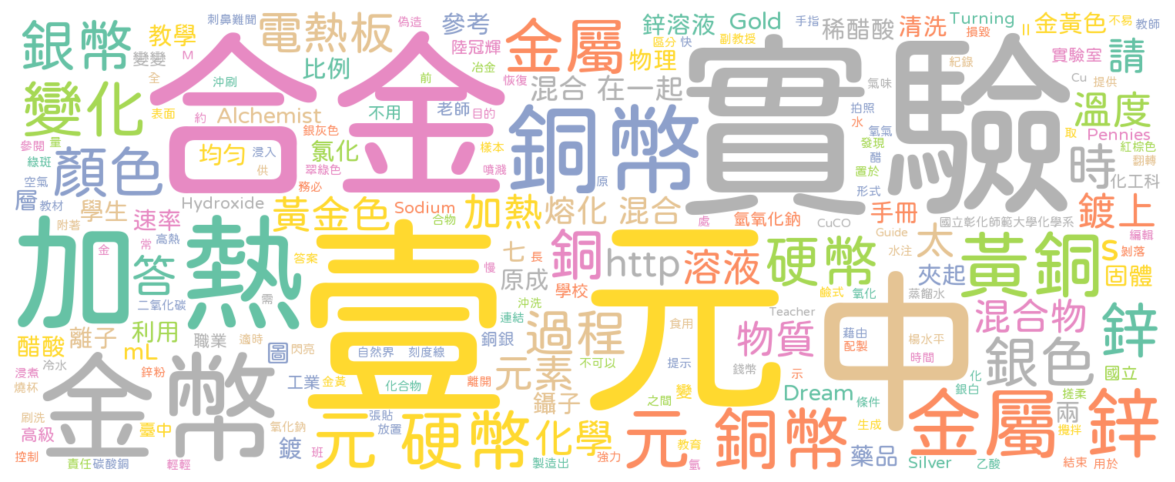 銀幣
教學
刺鼻難聞
偽造
電熱板
參考
陸冠輝
金屬
鋅溶液
區分
快
Gold
副教授
手指
稀醋酸
清洗
Turning
損毀
II
金黃色
不易
教師
變變
全
M
沖刷
比例
冶金
前
恢復
物理
混合 在一起
實驗
紀錄
氣味
實驗室
Cu
提供
請
變化
表面
約
Alchemist
不用
老師
目的
銅幣
拍照
水
氫氣
發現
取
溫度
Pennies
參閱
量
合金
銀灰色
均勻
浸入
供
氯化
樣本
噴濺
翠綠色
務必
原
醋
置於
形式
時
紅棕色
翻轉
化工科
綠斑
空氣
顏色
層
教材
學生
Hydroxide
黃金色
Sodium
合物
加熱
熔化 混合
處
氫氧化鈉
CuCO
手冊
國立彰化師範大學化學系
鍍上
編輯
附著
金
速率
常
高熱
答案
加熱
答
二氧化碳
需
壹元
七
長
慢
原成
銅
http
溶液
學校
沖洗
連結
硬幣
太
Guide
水注
夾起
氧化
鹼式
蒸餾水
黃銅
s
剝落
固體
離子
利用
職業
適時
醋酸
mL
圖
閃亮
自然界
刻度線
銅銀
過程
食用
Teacher
物質
藉由
配製
楊水平
時間
中
混合物
鋅
浸煮
冷水
燒杯
鋅粉
金幣
工業
金黃
化合物
離開
元素
不可以
提示
錢幣
示
化
銀白
銀色
國立
刷洗
高級
控制
臺中
氧化鈉
鍍
張貼
放置
鑷子
之間
變
Dream
條件
搓柔
兩
攪拌
責任
碳酸銅
輕輕
班
元 硬幣
化學
製造出
強力
元 銅幣
教育
氫
藥品
生成
Silver
乙酸
金屬 鋅
結束
用於